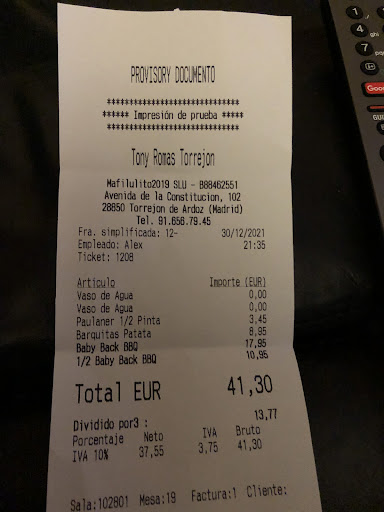 PROVISORY DOCUMENTO
******************************
****** Impresión de prueba *****
******************************
Tony Romas Torrejon
Mafilulito2019 SLU - B88462551
Avenida de la Constitucion, 102
28850 Torrejon de Ardoz (Madrid)
Tel. 91.656.79.45
Fra. simplificada: 12- 30/12/2021
Empleado: Alex 21:35
Ticket: 1208
Articulo Importe (EUR)
Vaso de Agua 0,00
Vaso de Agua 0,00
Paulaner 1/2 Pinta 3,45
Barquitas Patata 8,95
Baby Back BBQ 17,95
1/2 Baby Back BBQ 10,95
Total EUR 41,30
Dividido por3 : 13,77
Porcentaje Neto IVA Bruto
IVA 10% 37,55 3,75 41,30
Sala:102801 Mesa:19 Factura:1 Cliente:
1
4 ghi
7
Goo